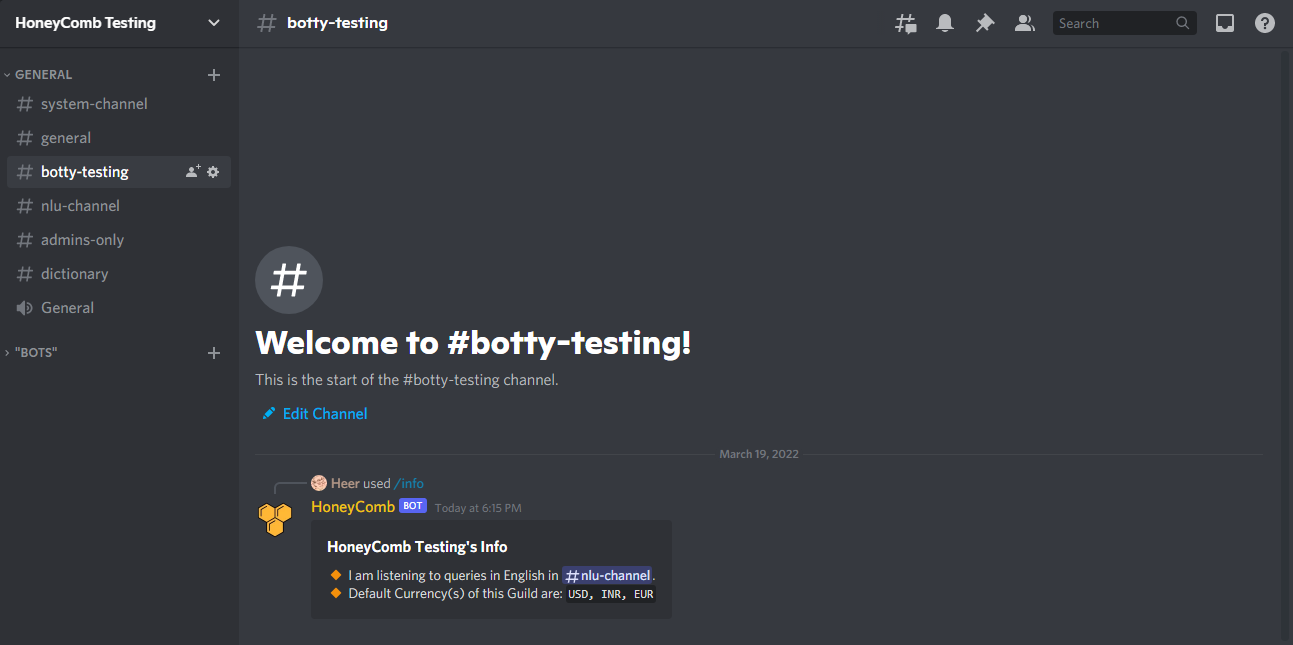 HoneyComb Testing
# botty-testing
Search
GENERAL
# system-channel
# general
# botty-testing
# nlu-channel
# admins-only
# dictionary
General
"BOTS"
#
Welcome to #botty-testing!
This is the start of the #botty-testing channel.
Edit Channel
March 19, 2022
Heer used /info
HoneyComb BOT Today at 6:15 PM
HoneyComb Testing's Info
🔸 I am listening to queries in English in #nlu-channel.
🔸 Default Currency(s) of this Guild are: USD, INR, EUR